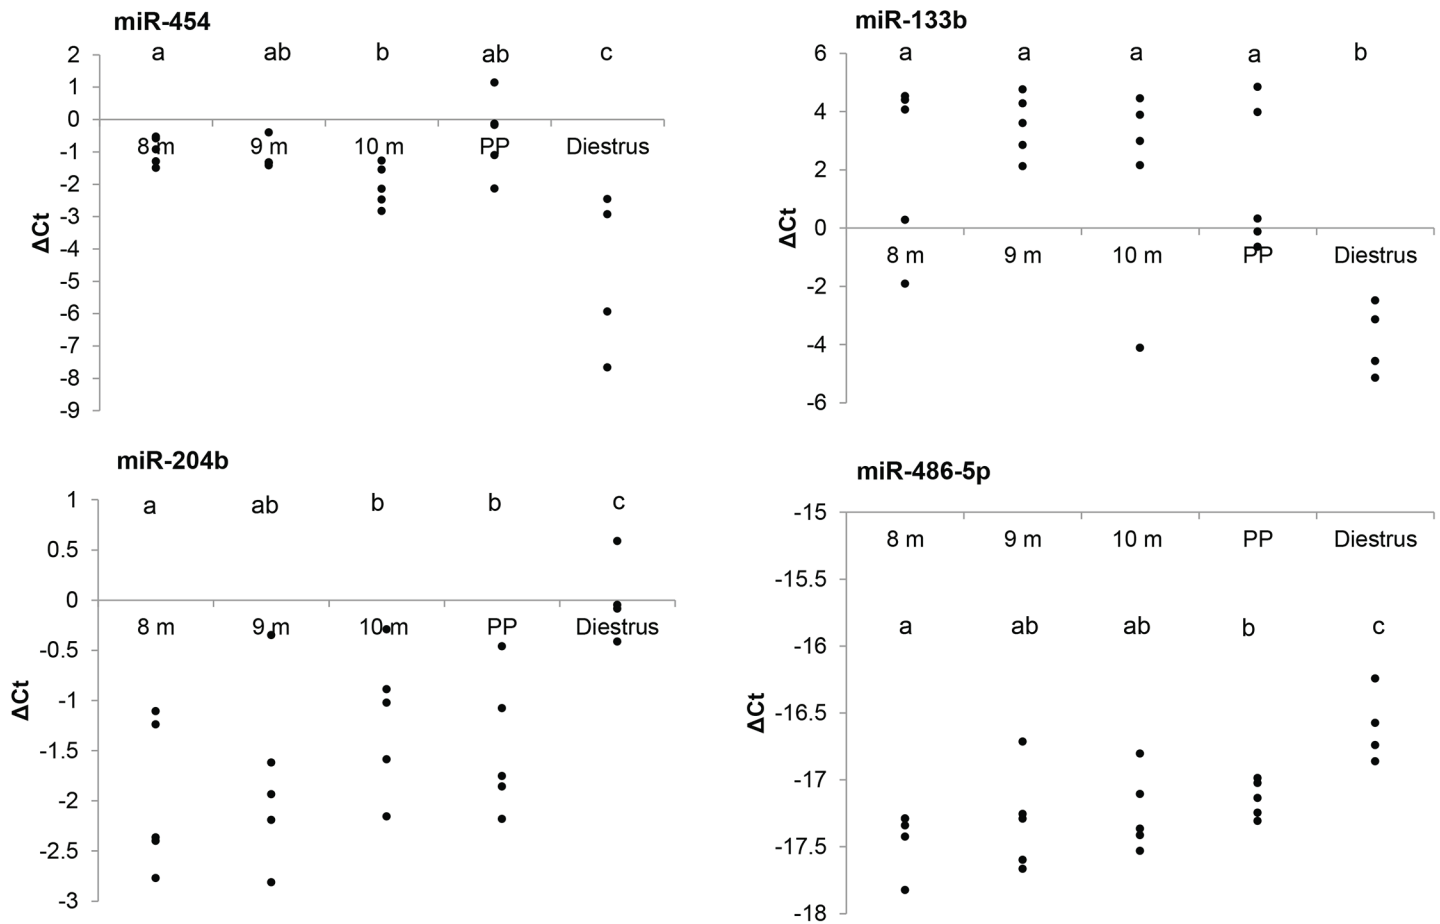 miR-454
a ab b ab c
2
1
0
-1
-2
-3
-4
-5
-6
-7
-8
-9
ΔCt
8 m 9 m 10 m PP Diestrus
miR-133b
a a a a b
6
4
2
0
-2
-4
-6
ΔCt
8 m 9 m 10 m PP Diestrus
miR-204b
a ab b b c
1
0.5
0
-0.5
-1
-1.5
-2
-2.5
-3
ΔCt
8 m 9 m 10 m PP Diestrus
miR-486-5p
-15
-15.5
-16
-16.5
-17
-17.5
-18
ΔCt
8 m 9 m 10 m PP Diestrus
a ab ab b c